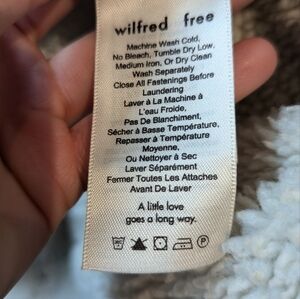 wilfred free
Machine Wash Cold,
No Bleach, Tumble Dry Low,
Medium Iron, Or Dry Clean
Wash Separately
Close All Fastenings Before
Laundering
Laver à La Machine à
L'eau Froide,
Pas De Blanchiment,
Sécher à Basse Température,
Repasser à Température
Moyenne,
Ou Nettoyer à Sec
Laver Séparément
Fermer Toutes Les Attaches
Avant De Laver
A little love
goes a long way.
P